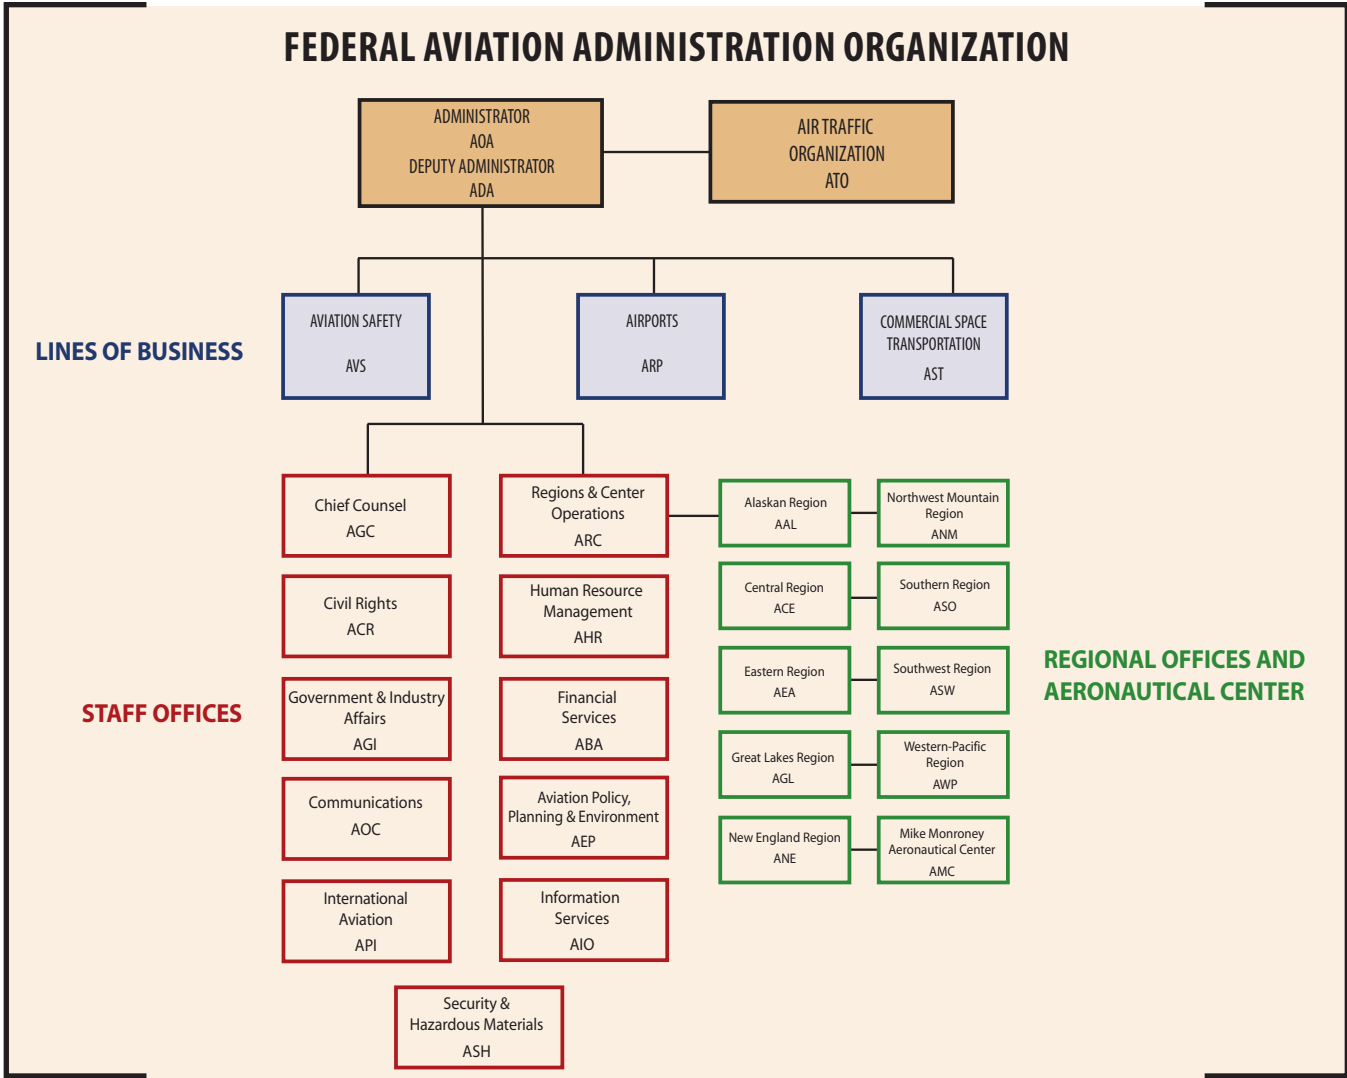 FEDERAL AVIATION ADMINISTRATION ORGANIZATION
ADMINISTRATOR
AOA
DEPUTY ADMINISTRATOR
ADA
AIR TRAFFIC
ORGANIZATION
ATO
LINES OF BUSINESS
AVIATION SAFETY
AVS
AIRPORTS
ARP
COMMERCIAL SPACE
TRANSPORTATION
AST
STAFF OFFICES
Chief Counsel
AGC
Regions & Center
Operations
ARC
Civil Rights
ACR
Human Resource
Management
AHR
Government & Industry
Affairs
AGI
Financial
Services
ABA
Communications
AOC
Aviation Policy,
Planning & Environment
AEP
International
Aviation
API
Information
Services
AIO
Security &
Hazardous Materials
ASH
Alaskan Region
AAL
Northwest Mountain
Region
ANM
Central Region
ACE
Southern Region
ASO
Eastern Region
AEA
Southwest Region
ASW
Great Lakes Region
AGL
Western-Pacific
Region
AWP
New England Region
ANE
Mike Monroney
Aeronautical Center
AMC
REGIONAL OFFICES AND
AERONAUTICAL CENTER